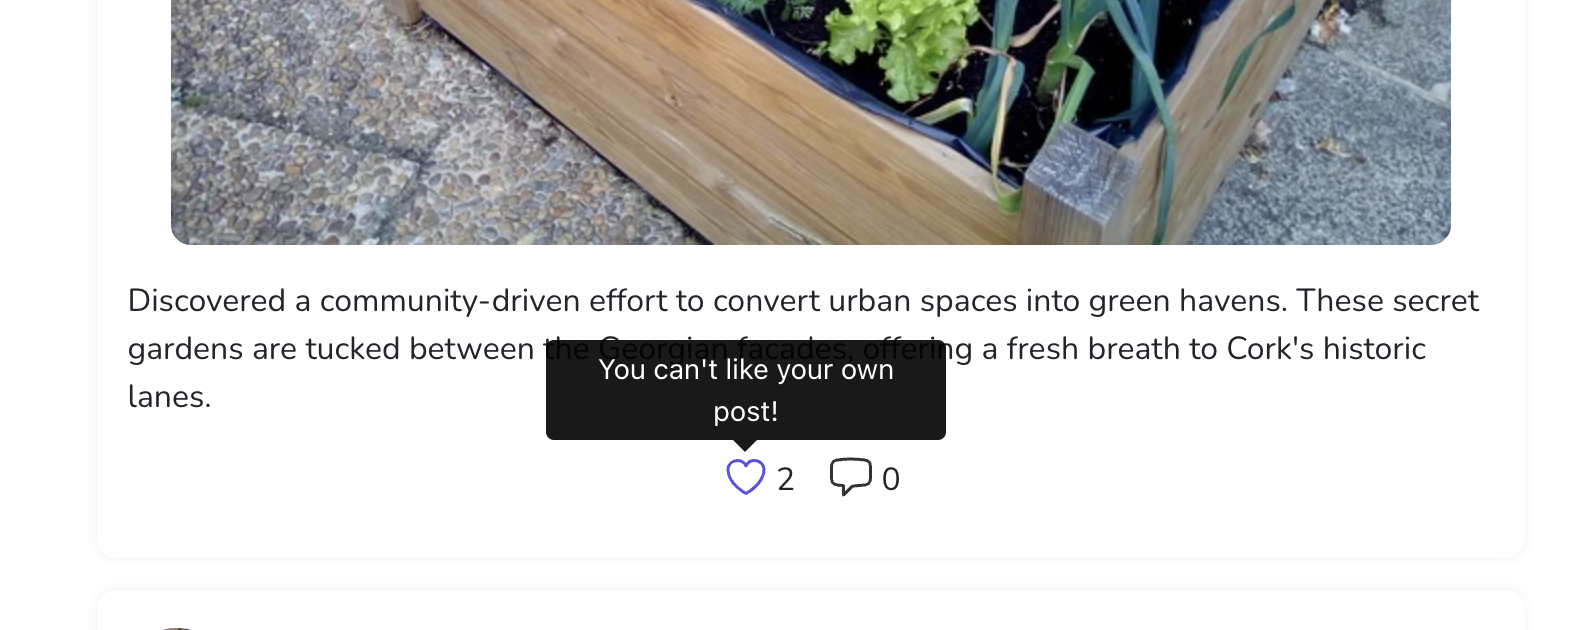 Discovered a community-driven effort to convert urban spaces into green havens. These secret
gardens are tucked between the Georgian facades, offering a fresh breath to Cork's historic
lanes.
You can't like your own
post!
2 0